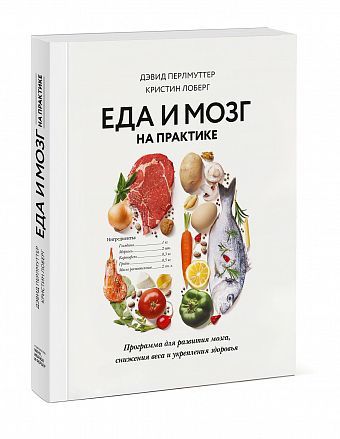 ДЭВИД ПЕРЛМУТТЕР
КРИСТИН ЛОБЕРГ
ЕДА И МОЗГ
НА ПРАКТИКЕ
Ингредиенты
Программа для развития мозга,
снижения веса и укрепления здоровья
ЕДА И МОЗГ
НА ПРАКТИКЕ
ДЭВИД ПЕРЛМУТТЕР
КРИСТИН ЛОБЕРГ